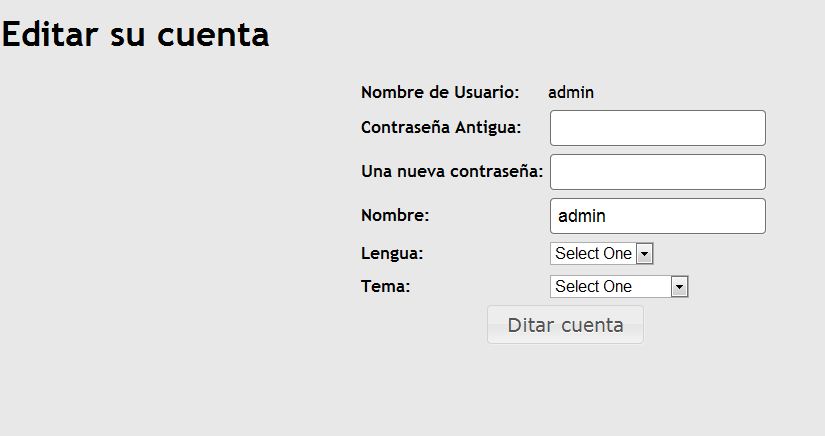 Editar su cuenta
Nombre de Usuario: admin
Contraseña Antigua:
Una nueva contraseña:
Nombre: admin
Lengua: Select One
Tema: Select One
Ditar cuenta